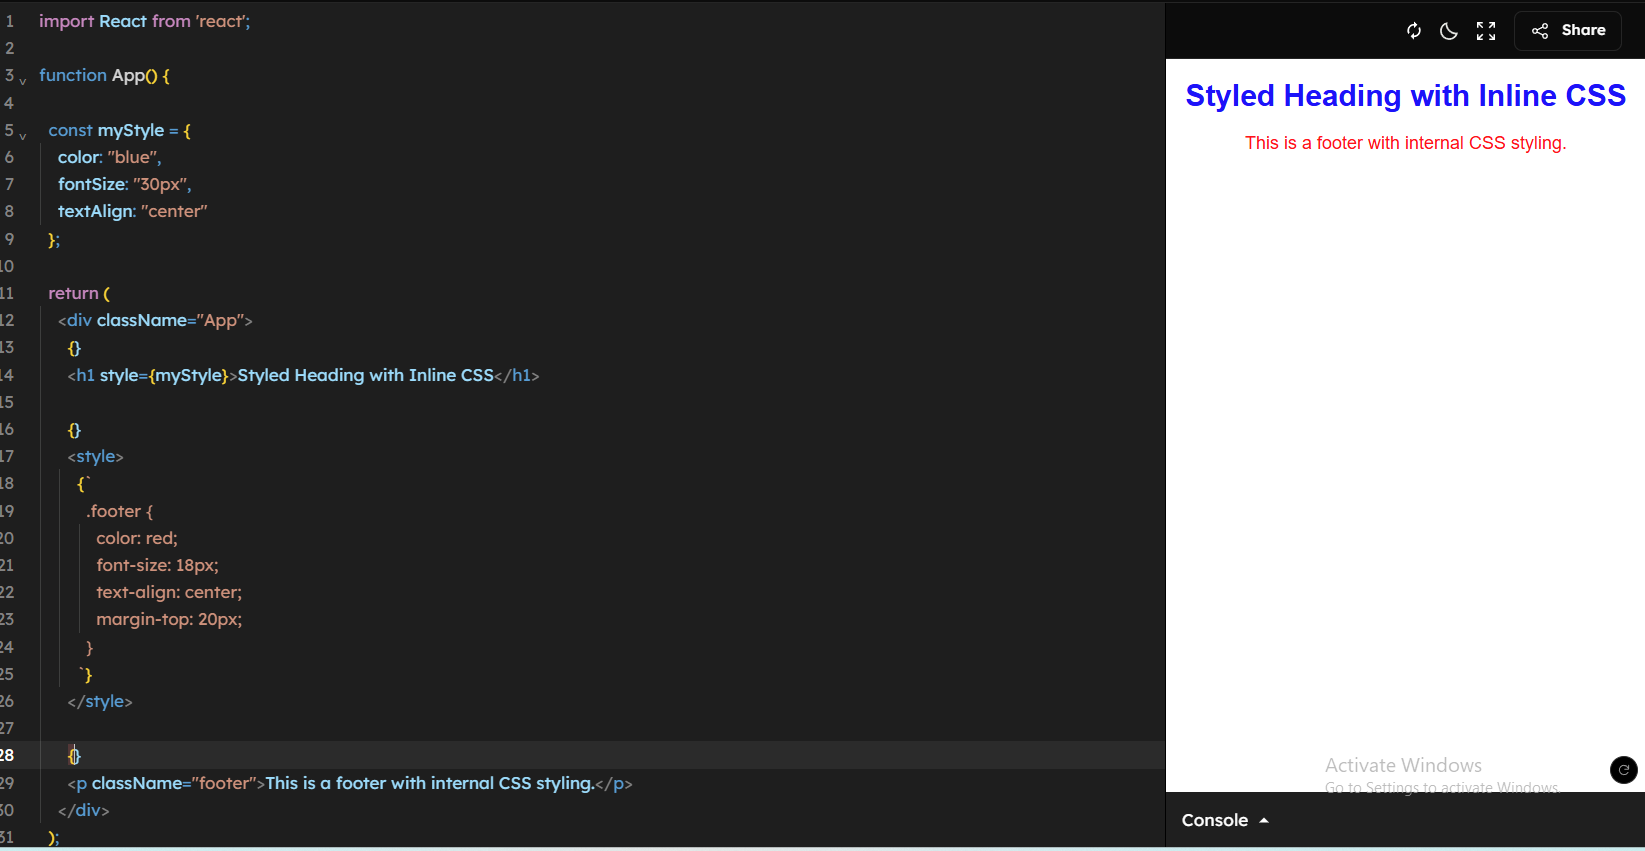 1 import React from 'react';
2
3 function App() {
4
5 const myStyle = {
6 color: "blue",
7 fontSize: "30px",
8 textAlign: "center"
9 };
10
11 return (
12 <div className="App">
13 {}
14 <h1 style={myStyle}>Styled Heading with Inline CSS</h1>
15
16 {}
17 <style>
18 {`
19 .footer {
20 color: red;
21 font-size: 18px;
22 text-align: center;
23 margin-top: 20px;
24 }
25 `}
26 </style>
27
28 {}
29 <p className="footer">This is a footer with internal CSS styling.</p>
30 </div>
31 );
Share
Styled Heading with Inline CSS
This is a footer with internal CSS styling.
Activate Windows
Go to Settings to activate Windows.
Console